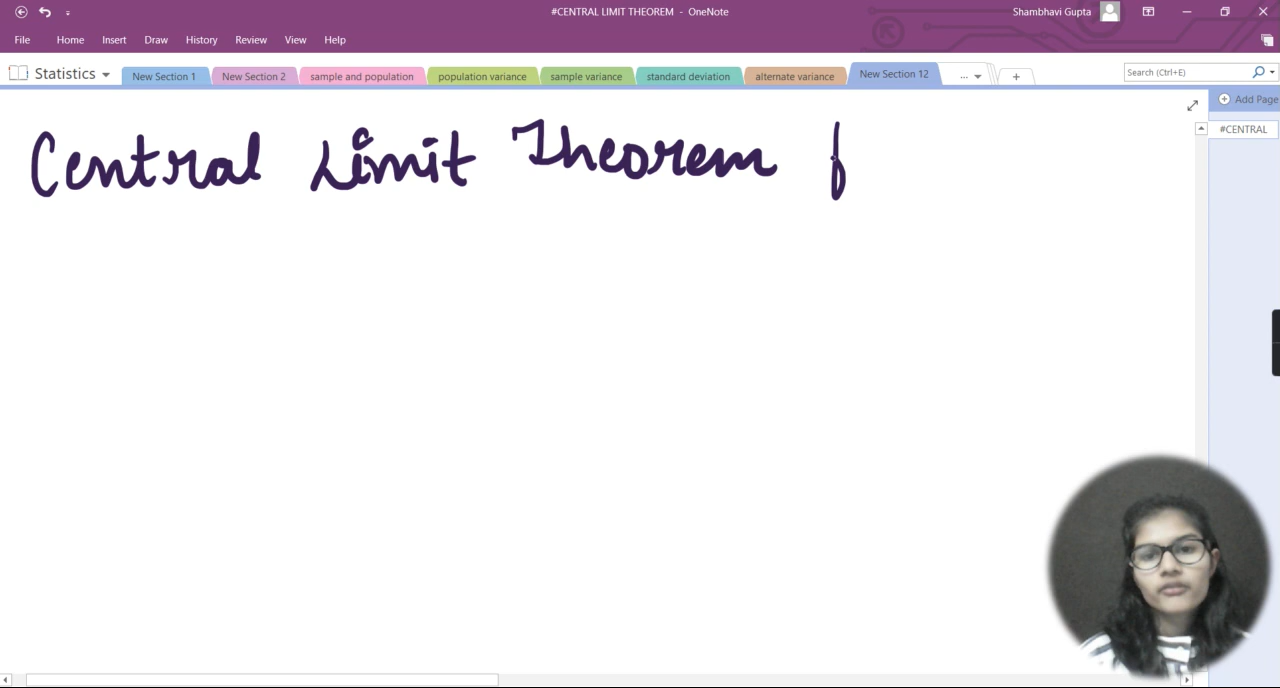 #CENTRAL LIMIT THEOREM - OneNote
Shambhavi Gupta
File Home Insert Draw History Review View Help
Statistics New Section 1 New Section 2 sample and population population variance sample variance standard deviation alternate variance New Section 12 ... + Search (Ctrl+E)
Add Page
#CENTRAL
Central Limit Theorem